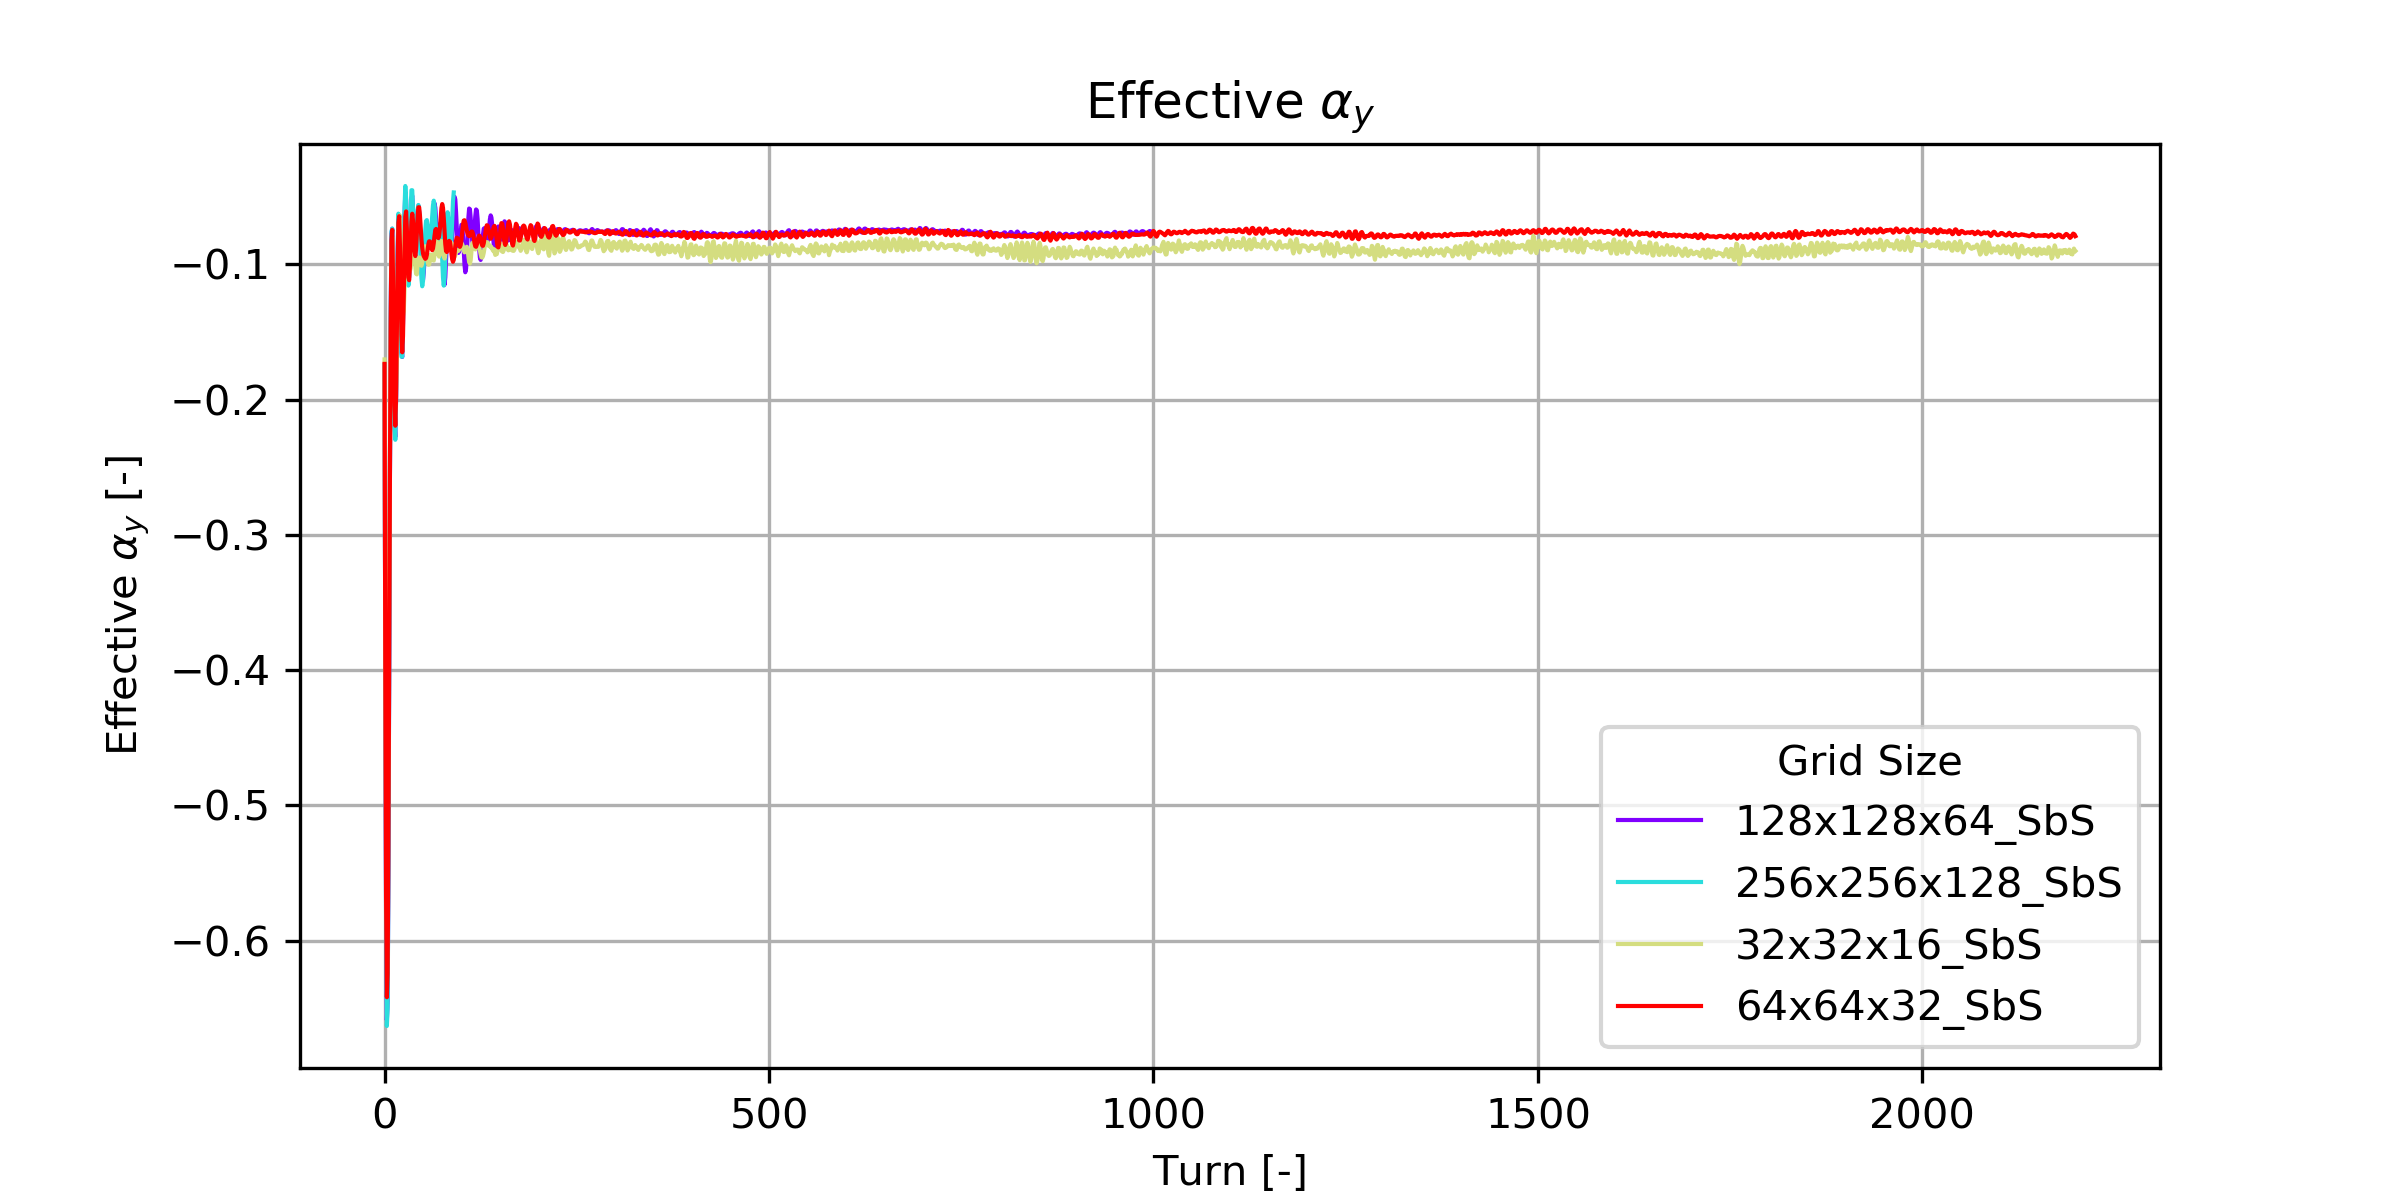 Effective αy
−0.1
−0.2
−0.3
−0.4
−0.5
−0.6
Effective αy [-]
0 500 1000 1500 2000
Turn [-]
Grid Size
128x128x64_SbS
256x256x128_SbS
32x32x16_SbS
64x64x32_SbS